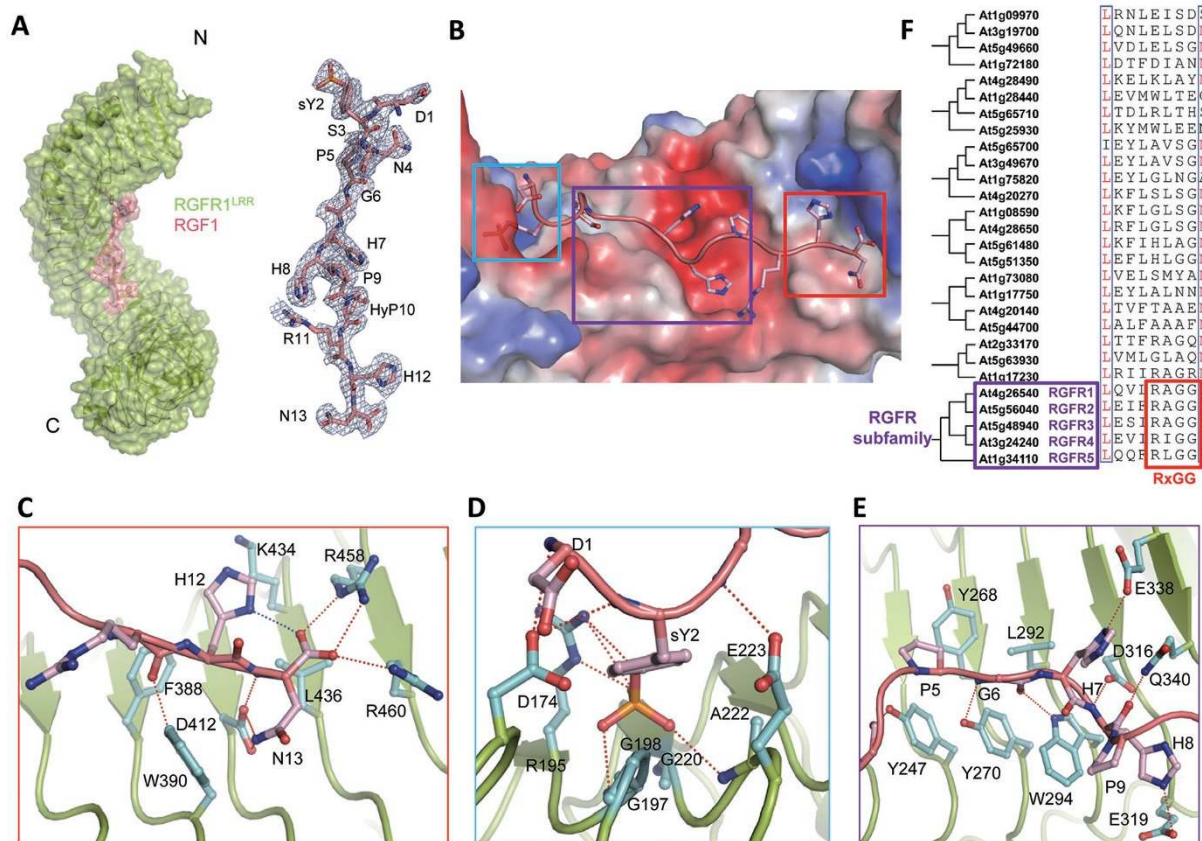 A
N
RGFR1LRR
RGF1
C
sY2
D1
S3
P5
N4
G6
H7
H8
P9
HyP10
R11
H12
N13
B
F
At1g09970 LRNLEISDS
At3g19700 LQNLELSD
At5g49660 LVDLELSG
At1g72180 DTFDIAN
At4g28490 LKELKLAY
At1g28440 LEVMWLTE
At5g65710 LTDLRLTHS
At5g25930 LKYMWLEE
At5g65700 IEYLAVSG
At3g49670 LEYLAVSG
At1g75820 LEYLGLNG
At4g20270 LKFLSLSG
At1g08590 LKFLGLSG
At4g28650 LRFLGLSG
At5g61480 LKFIHLAG
At5g51350 LEFLHLGG
At1g73080 LVELSMYA
At1g17750 LEYLALNN
At4g20140 LTVFTAAE
At5g44700 LALFAAAF
At2g33170 LTTFRAGQ
At5g63930 LVMLGLAQ
At1g17230 LRIIRAGR
At4g26540 RGFR1 LQVIRAGG
At5g56040 RGFR2 LEIFRAGG
At5g48940 RGFR3 LESIRAGG
At3g24240 RGFR4 LEVIRIGG
At1g34110 RGFR5 LQQFRLGG
RGFR
subfamily
RxGG
C
K434
R458
H12
F388
L436
R460
D412
N13
W390
D
D1
sY2
E223
D174
A222
G198
R195
G220
G197
E
Y268
E338
L292
D316
P5
G6
H7
Q340
H8
Y247
Y270
W294
P9
E319